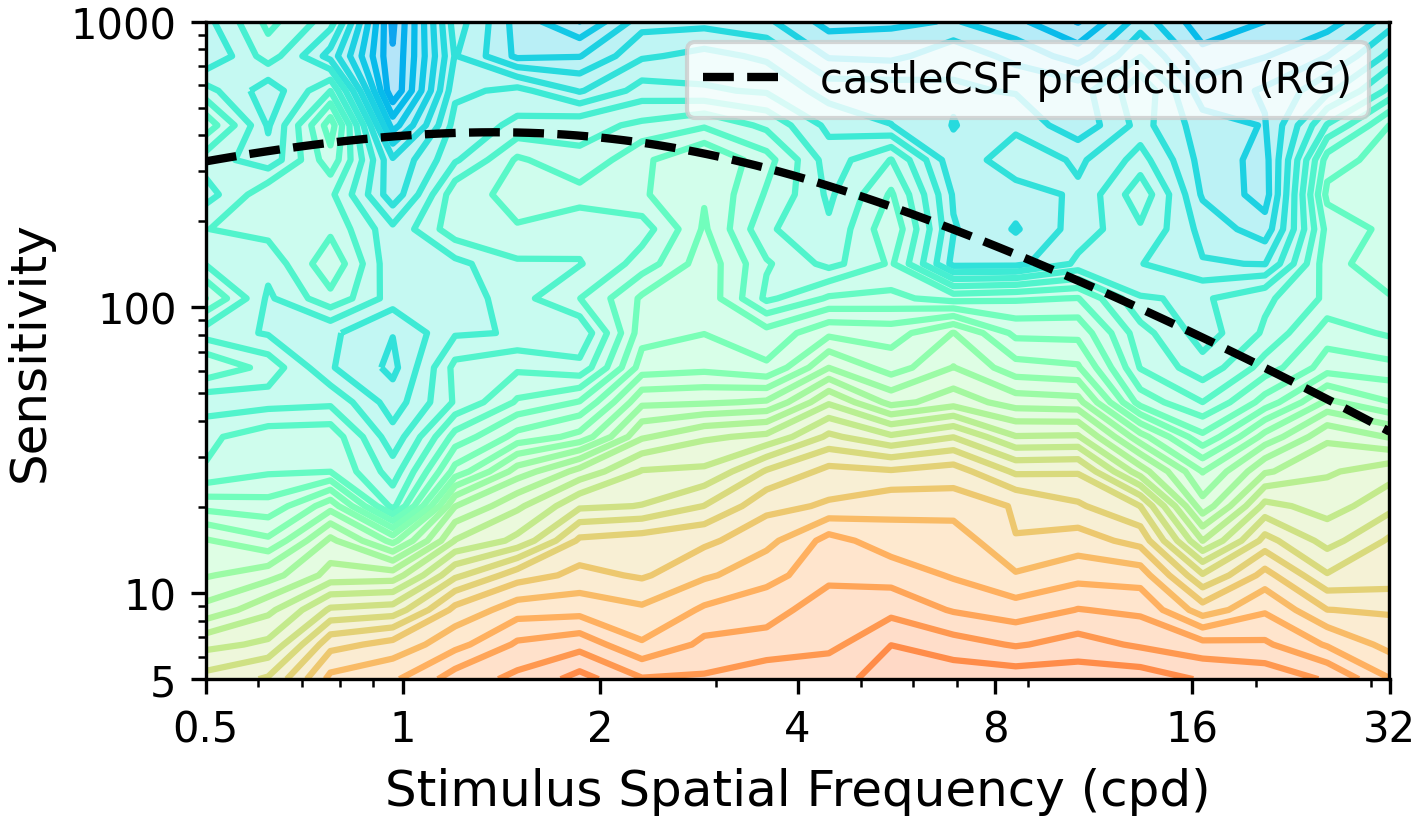 1000
castleCSF prediction (RG)
100
10
5
Sensitivity
0.5 1 2 4 8 16 32
Stimulus Spatial Frequency (cpd)